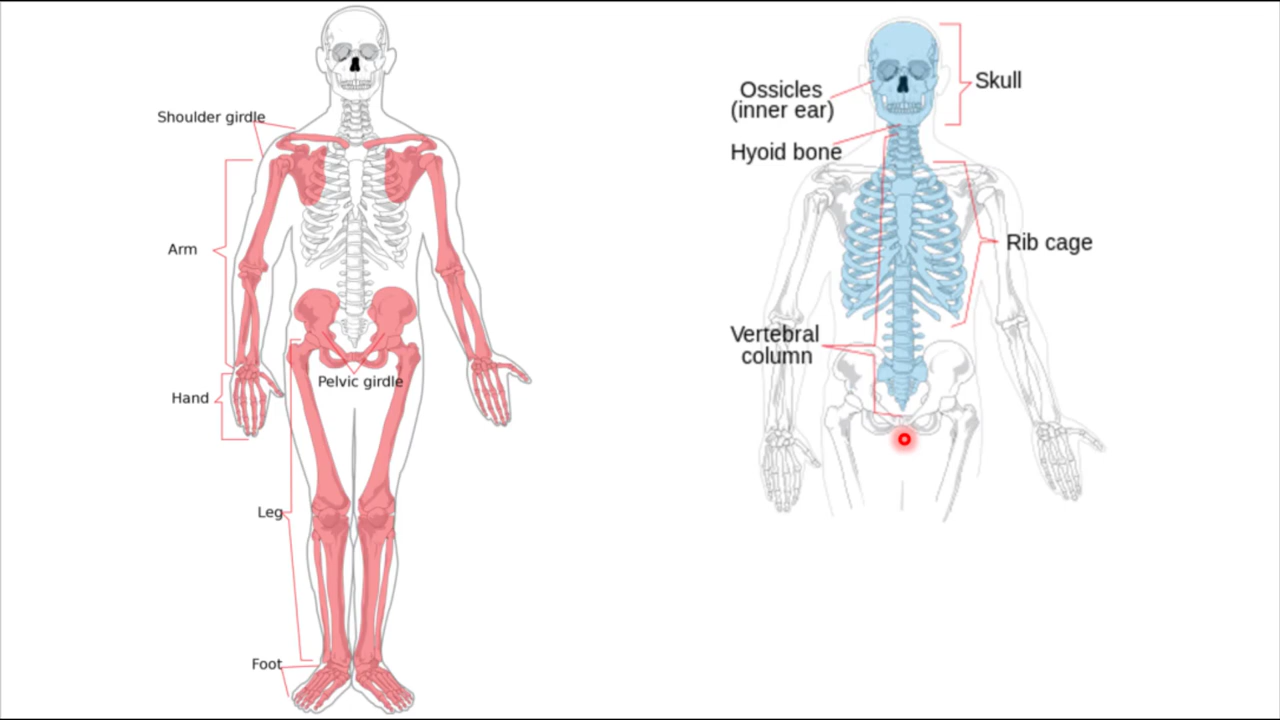 Shoulder girdle
Arm
Hand
Pelvic girdle
Leg
Foot
Ossicles
(inner ear)
Skull
Hyoid bone
Rib cage
Vertebral
column